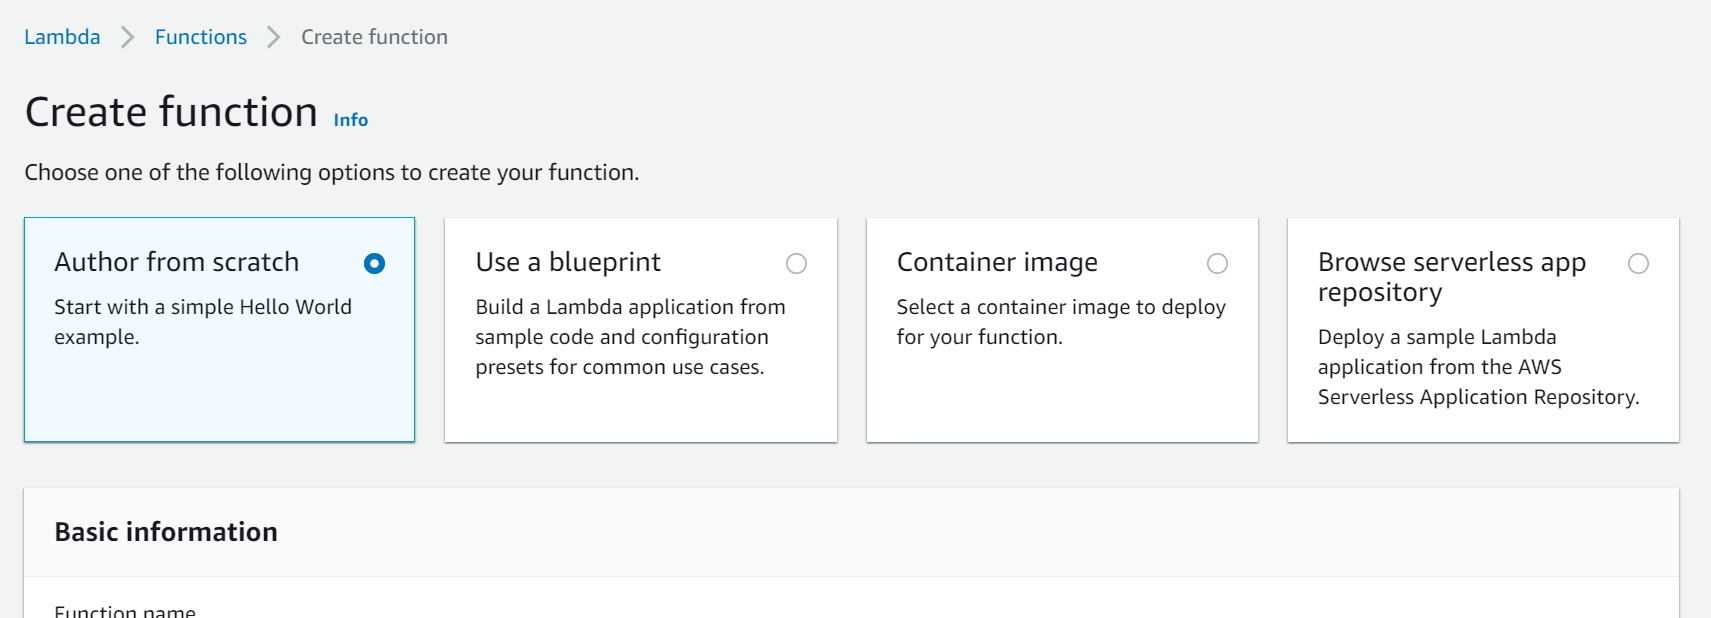 Lambda > Functions > Create function
Create function Info
Choose one of the following options to create your function.
Author from scratch
Start with a simple Hello World
example.
Use a blueprint
Build a Lambda application from
sample code and configuration
presets for common use cases.
Container image
Select a container image to deploy
for your function.
Browse serverless app
repository
Deploy a sample Lambda
application from the AWS
Serverless Application Repository.
Basic information
Function name